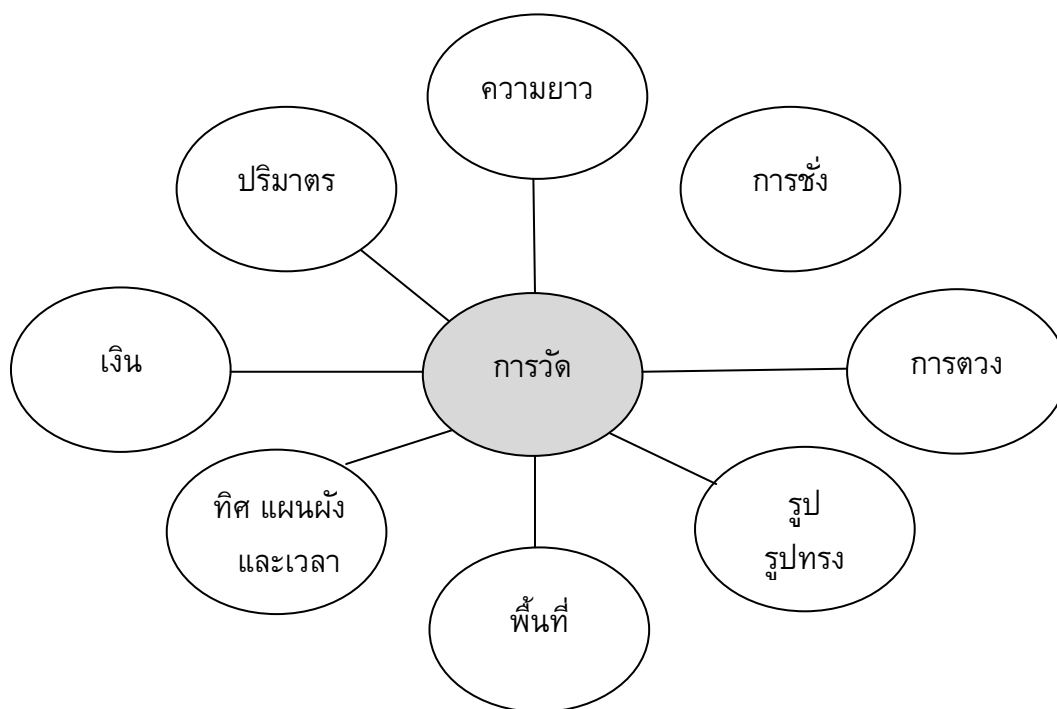 ความยาว
ปริมาตร
การชั่ง
เงิน
การวัด
การตวง
ทิศ แผนผัง
และเวลา
รูป
รูปทรง
พื้นที่